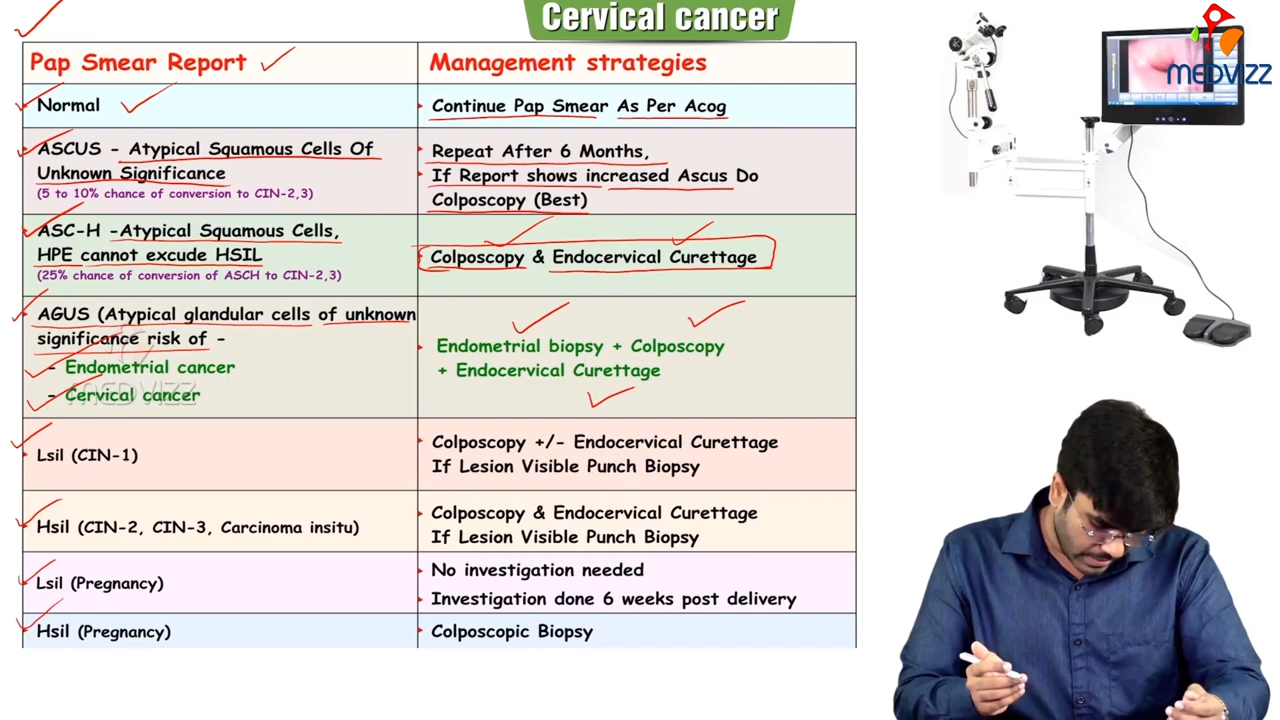 Cervical cancer
MEDVIZZ
Pap Smear Report
Management strategies
Normal
Continue Pap Smear As Per Acog
ASCUS - Atypical Squamous Cells Of
Unknown Significance
(5 to 10% chance of conversion to CIN-2,3)
Repeat After 6 Months,
If Report shows increased Ascus Do
Colposcopy (Best)
ASC-H -Atypical Squamous Cells,
HPE cannot excude HSIL
(25% chance of conversion of ASCH to CIN-2,3)
Colposcopy & Endocervical Curettage
AGUS (Atypical glandular cells of unknown
significance risk of -
- Endometrial cancer
- Cervical cancer
MEDVIZZ
Endometrial biopsy + Colposcopy
+ Endocervical Curettage
Lsil (CIN-1)
Colposcopy +/- Endocervical Curettage
If Lesion Visible Punch Biopsy
Hsil (CIN-2, CIN-3, Carcinoma insitu)
Colposcopy & Endocervical Curettage
If Lesion Visible Punch Biopsy
Lsil (Pregnancy)
No investigation needed
Investigation done 6 weeks post delivery
Hsil (Pregnancy)
Colposcopic Biopsy